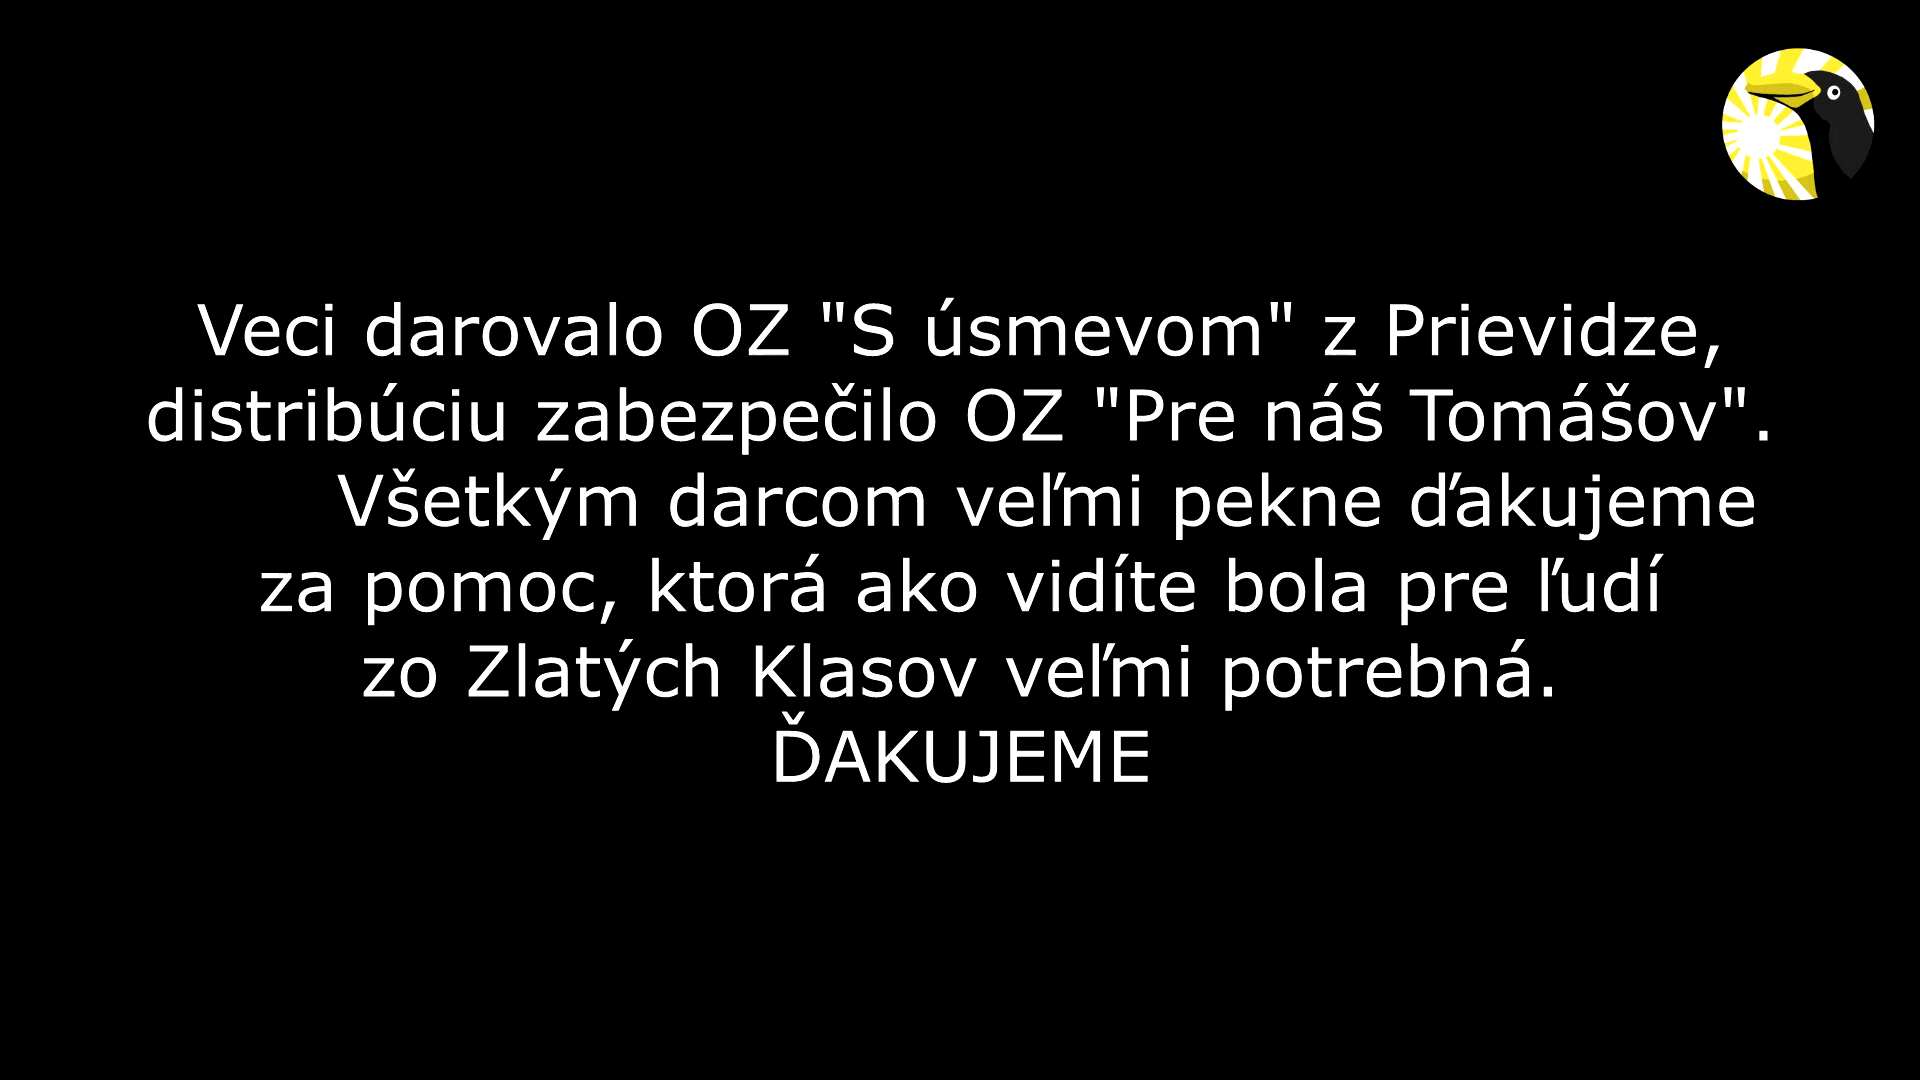 Veci darovalo OZ "S úsmevom" z Prievidze,
distribúciu zabezpečilo OZ "Pre náš Tomášov".
Všetkým darcom veľmi pekne ďakujeme
za pomoc, ktorá ako vidíte bola pre ľudí
zo Zlatých Klasov veľmi potrebná.
ĎAKUJEME